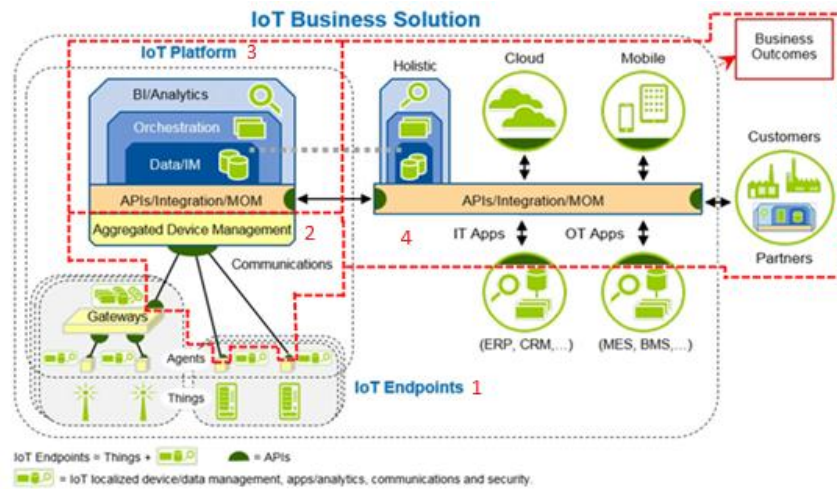 IoT Business Solution
IoT Platform 3
Business
Outcomes
BI/Analytics
Orchestration
Data/IM
APIs/Integration/MOM
Aggregated Device Management 2
Holistic
Cloud
Mobile
APIs/Integration/MOM
4
IT Apps
OT Apps
Customers
Partners
Communications
Gateways
Agents
Things
(ERP, CRM,...)
(MES, BMS,...)
IoT Endpoints 1
IoT Endpoints = Things +
= APIs
= IoT localized device/data management, apps/analytics, communications and security.